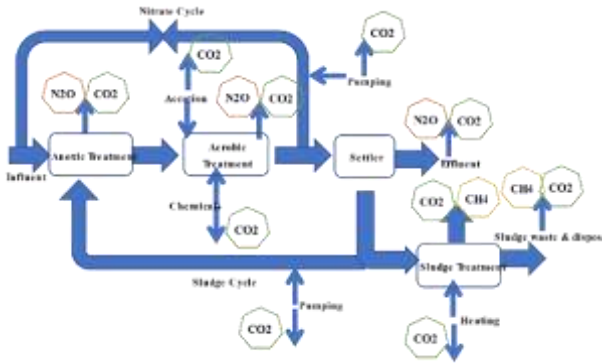 Nitrate Cycle
CO2
CO2
N2O CO2
Aeration
N2O CO2
Pumping
N2O CO2
Anoxic Treatment
Aerobic
Treatment
Settler
Influent
Effluent
Chemical
CO2
CO2 CH4
CH4 CO2
Sludge waste & dispos
Sludge Treatment
Sludge Cycle
Pumping
Heating
CO2
CO2